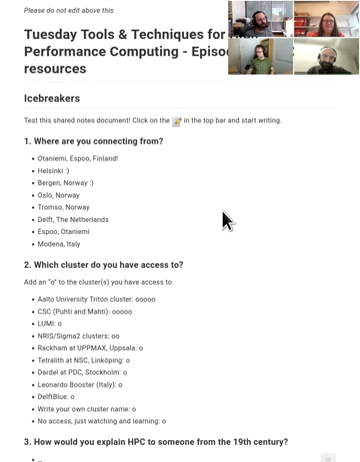 Please do not edit above this
Tuesday Tools & Techniques for
Performance Computing - Episo
resources
Icebreakers
Test this shared notes document! Click on the 📝 in the top bar and start writing.
1. Where are you connecting from?
• Otaniemi, Espoo, Finland!
• Helsinki :)
• Bergen, Norway :)
• Oslo, Norway
• Tromso, Norway
• Delft, The Netherlands
• Espoo, Otaniemi
• Modena, Italy
2. Which cluster do you have access to?
Add an "o" to the cluster(s) you have access to
• Aalto University Triton cluster: ooooo
• CSC (Puhti and Mahti): ooooo
• LUMI: o
• NRIS/Sigma2 clusters: oo
• Rackham at UPPMAX, Uppsala: o
• Tetralith at NSC, Linköping: o
• Dardel at PDC, Stockholm: o
• Leonardo Booster (Italy): o
• DelftBlue: o
• Write your own cluster name: o
• No access, just watching and learning: o
3. How would you explain HPC to someone from the 19th century?